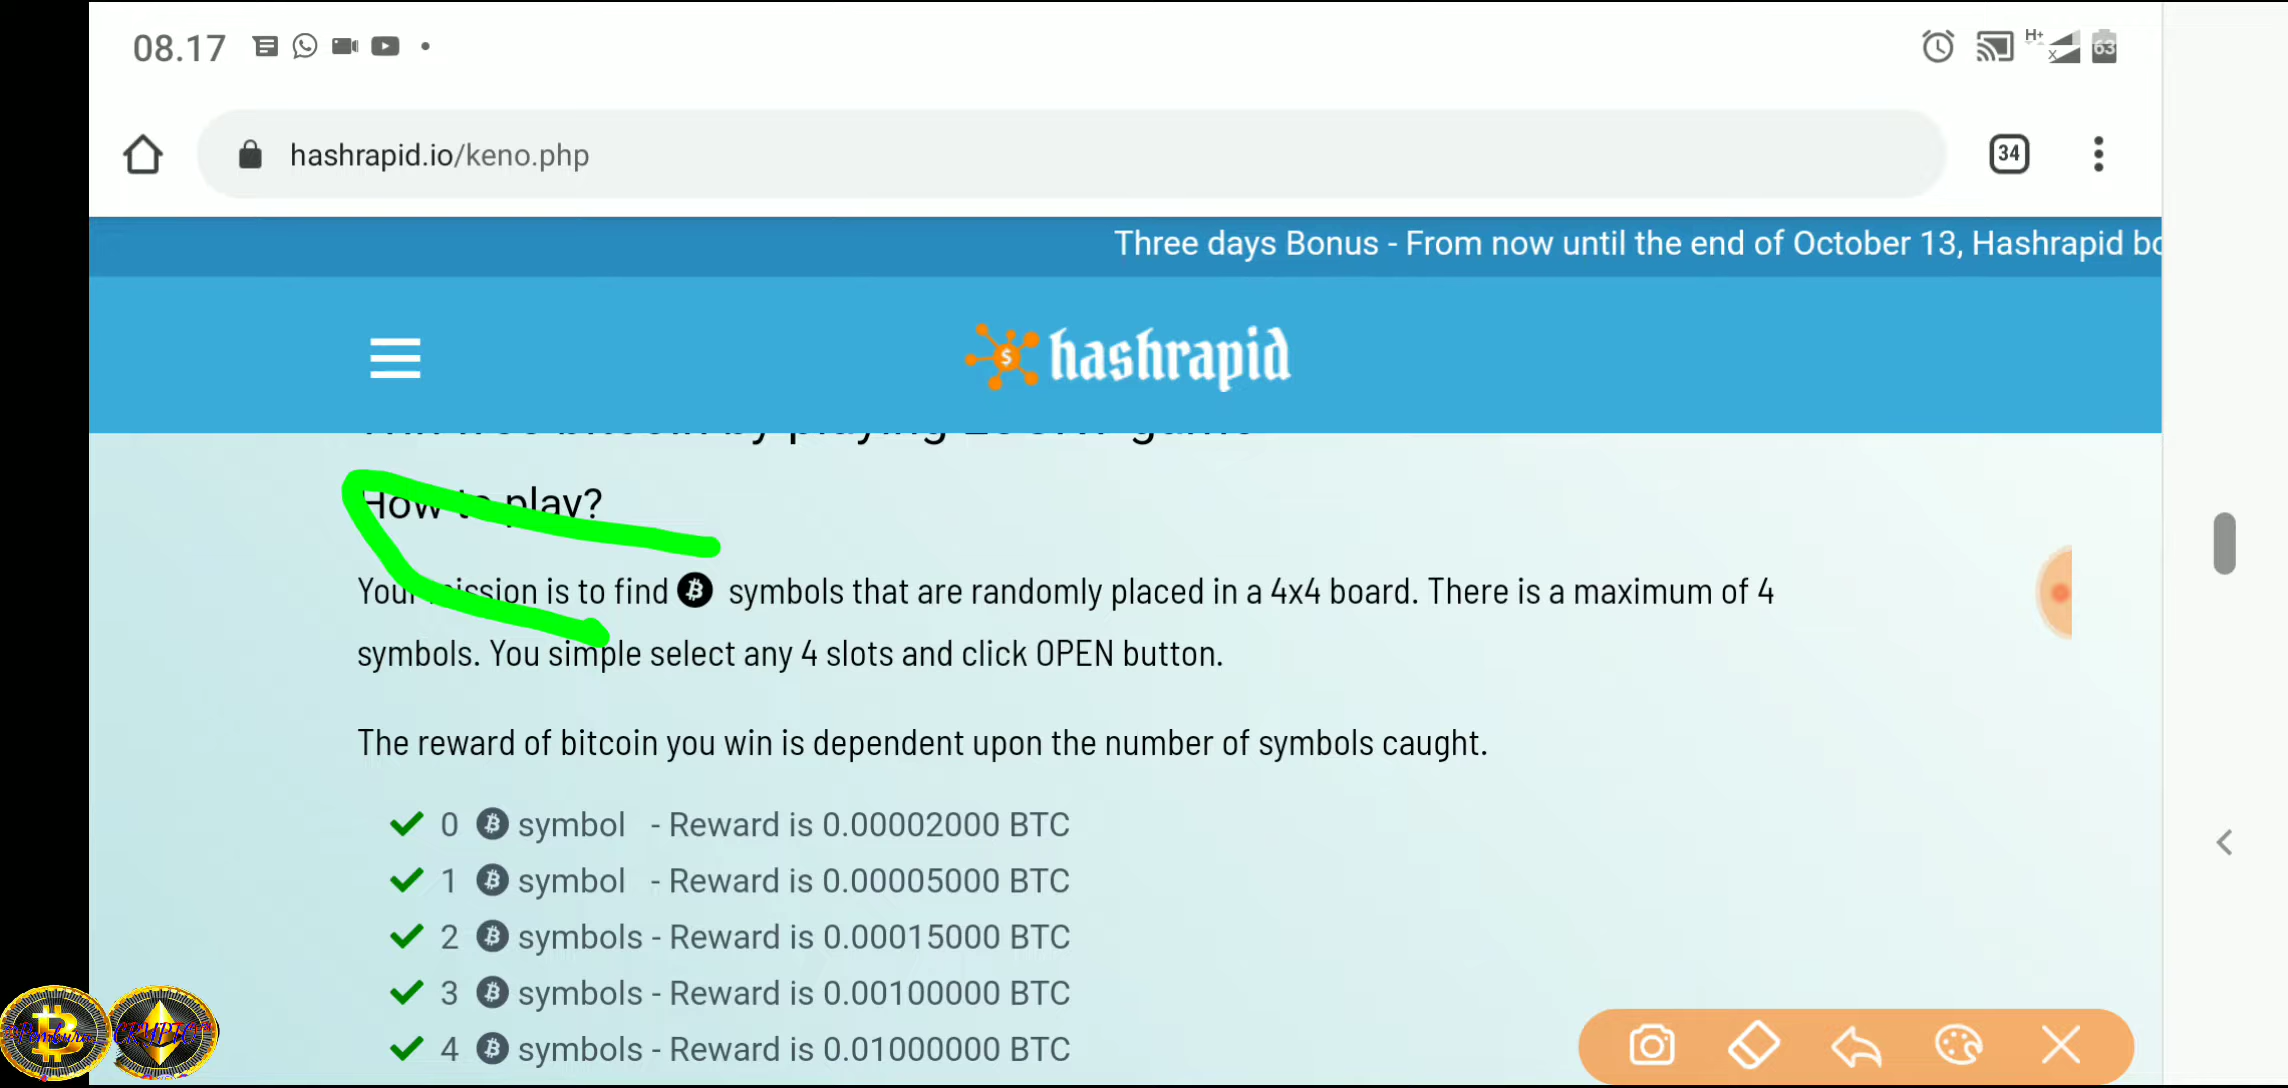 08.17
H+
63
hashrapid.io/keno.php
34
Three days Bonus - From now until the end of October 13, Hashrapid bo
hashrapid
How to play?
Your mission is to find symbols that are randomly placed in a 4x4 board. There is a maximum of 4
symbols. You simple select any 4 slots and click OPEN button.
The reward of bitcoin you win is dependent upon the number of symbols caught.
0 symbol - Reward is 0.00002000 BTC
1 symbol - Reward is 0.00005000 BTC
2 symbols - Reward is 0.00015000 BTC
3 symbols - Reward is 0.00100000 BTC
4 symbols - Reward is 0.01000000 BTC
CRYPTO